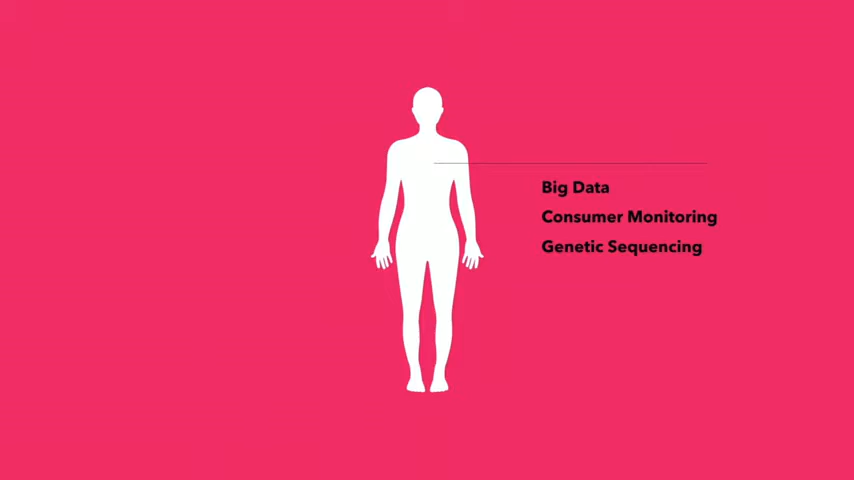 Big Data
Consumer Monitoring
Genetic Sequencing